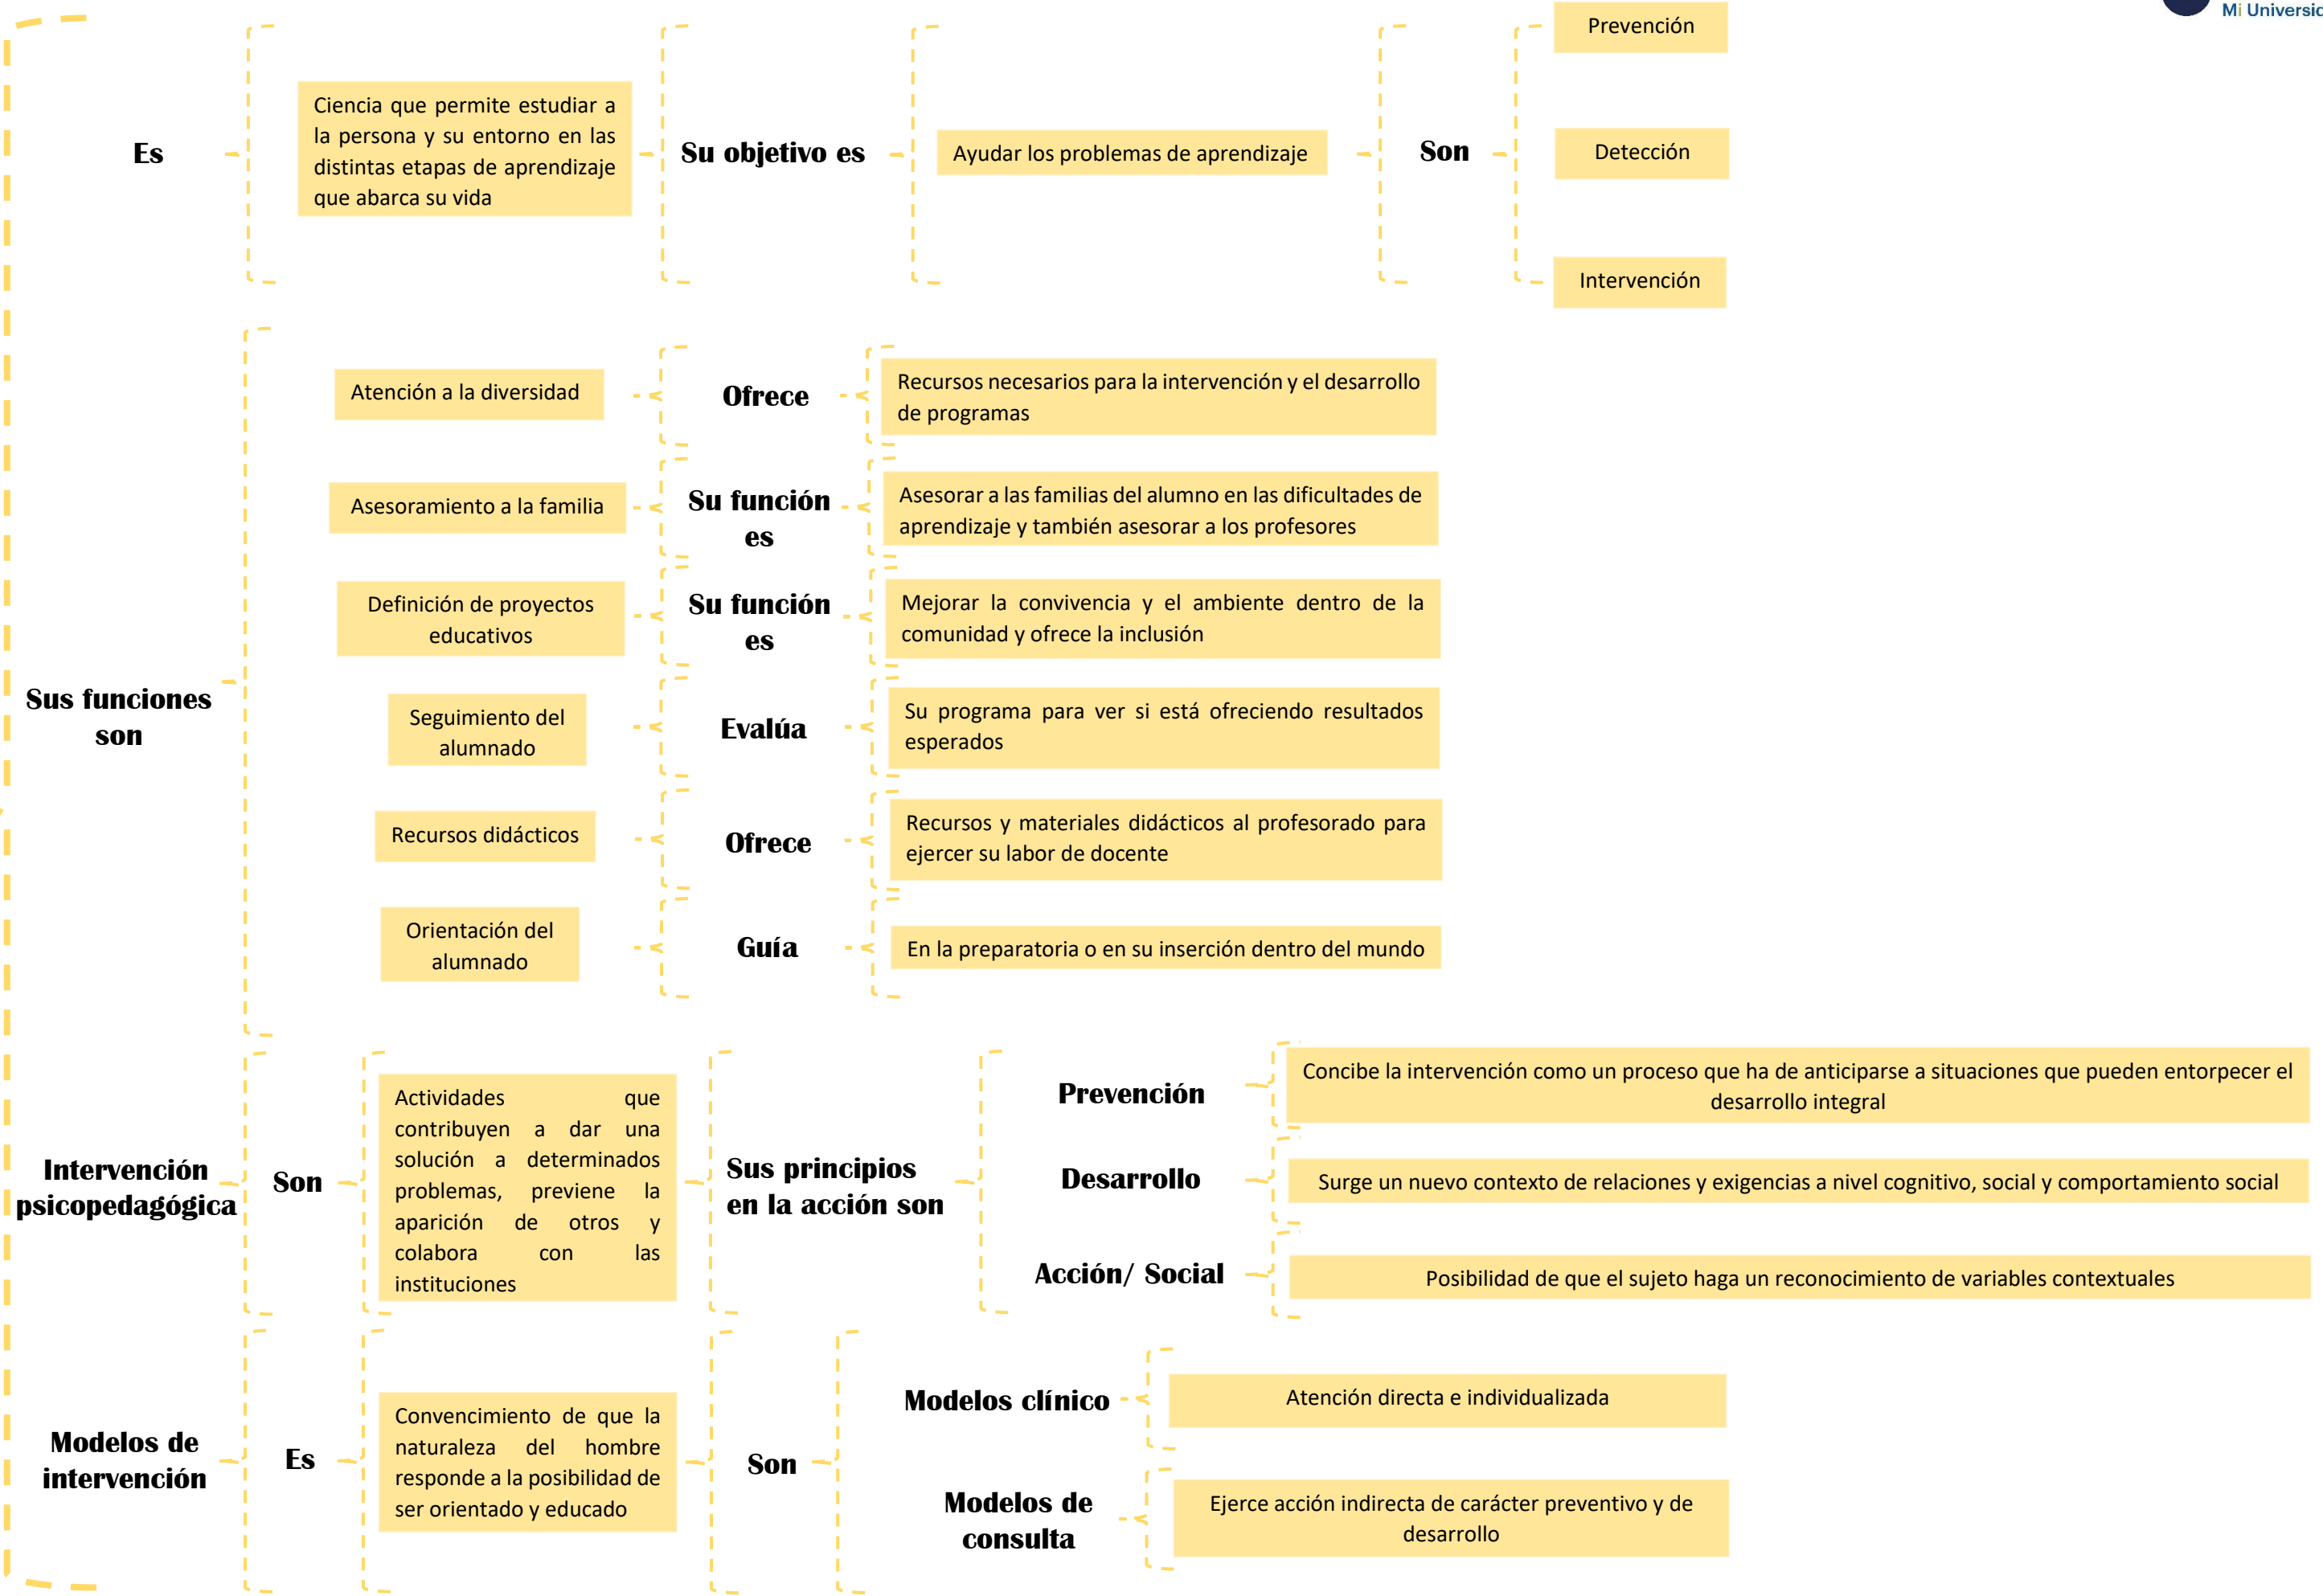 Mi Universid
Es
Ciencia que permite estudiar a
la persona y su entorno en las
distintas etapas de aprendizaje
que abarca su vida
Su objetivo es
Ayudar los problemas de aprendizaje
Son
Prevención
Detección
Intervención
Sus funciones
son
Atención a la diversidad
Ofrece
Recursos necesarios para la intervención y el desarrollo
de programas
Asesoramiento a la familia
Su función
es
Asesorar a las familias del alumno en las dificultades de
aprendizaje y también asesorar a los profesores
Definición de proyectos
educativos
Su función
es
Mejorar la convivencia y el ambiente dentro de la
comunidad y ofrece la inclusión
Seguimiento del
alumnado
Evalúa
Su programa para ver si está ofreciendo resultados
esperados
Recursos didácticos
Ofrece
Recursos y materiales didácticos al profesorado para
ejercer su labor de docente
Orientación del
alumnado
Guía
En la preparatoria o en su inserción dentro del mundo
Intervención
psicopedagógica
Son
Actividades que
contribuyen a dar una
solución a determinados
problemas, previene la
aparición de otros y
colabora con las
instituciones
Sus principios
en la acción son
Prevención
Concibe la intervención como un proceso que ha de anticiparse a situaciones que pueden entorpecer el
desarrollo integral
Desarrollo
Surge un nuevo contexto de relaciones y exigencias a nivel cognitivo, social y comportamiento social
Acción/ Social
Posibilidad de que el sujeto haga un reconocimiento de variables contextuales
Modelos de
intervención
Es
Convencimiento de que la
naturaleza del hombre
responde a la posibilidad de
ser orientado y educado
Son
Modelos clínico
Atención directa e individualizada
Modelos de
consulta
Ejerce acción indirecta de carácter preventivo y de
desarrollo